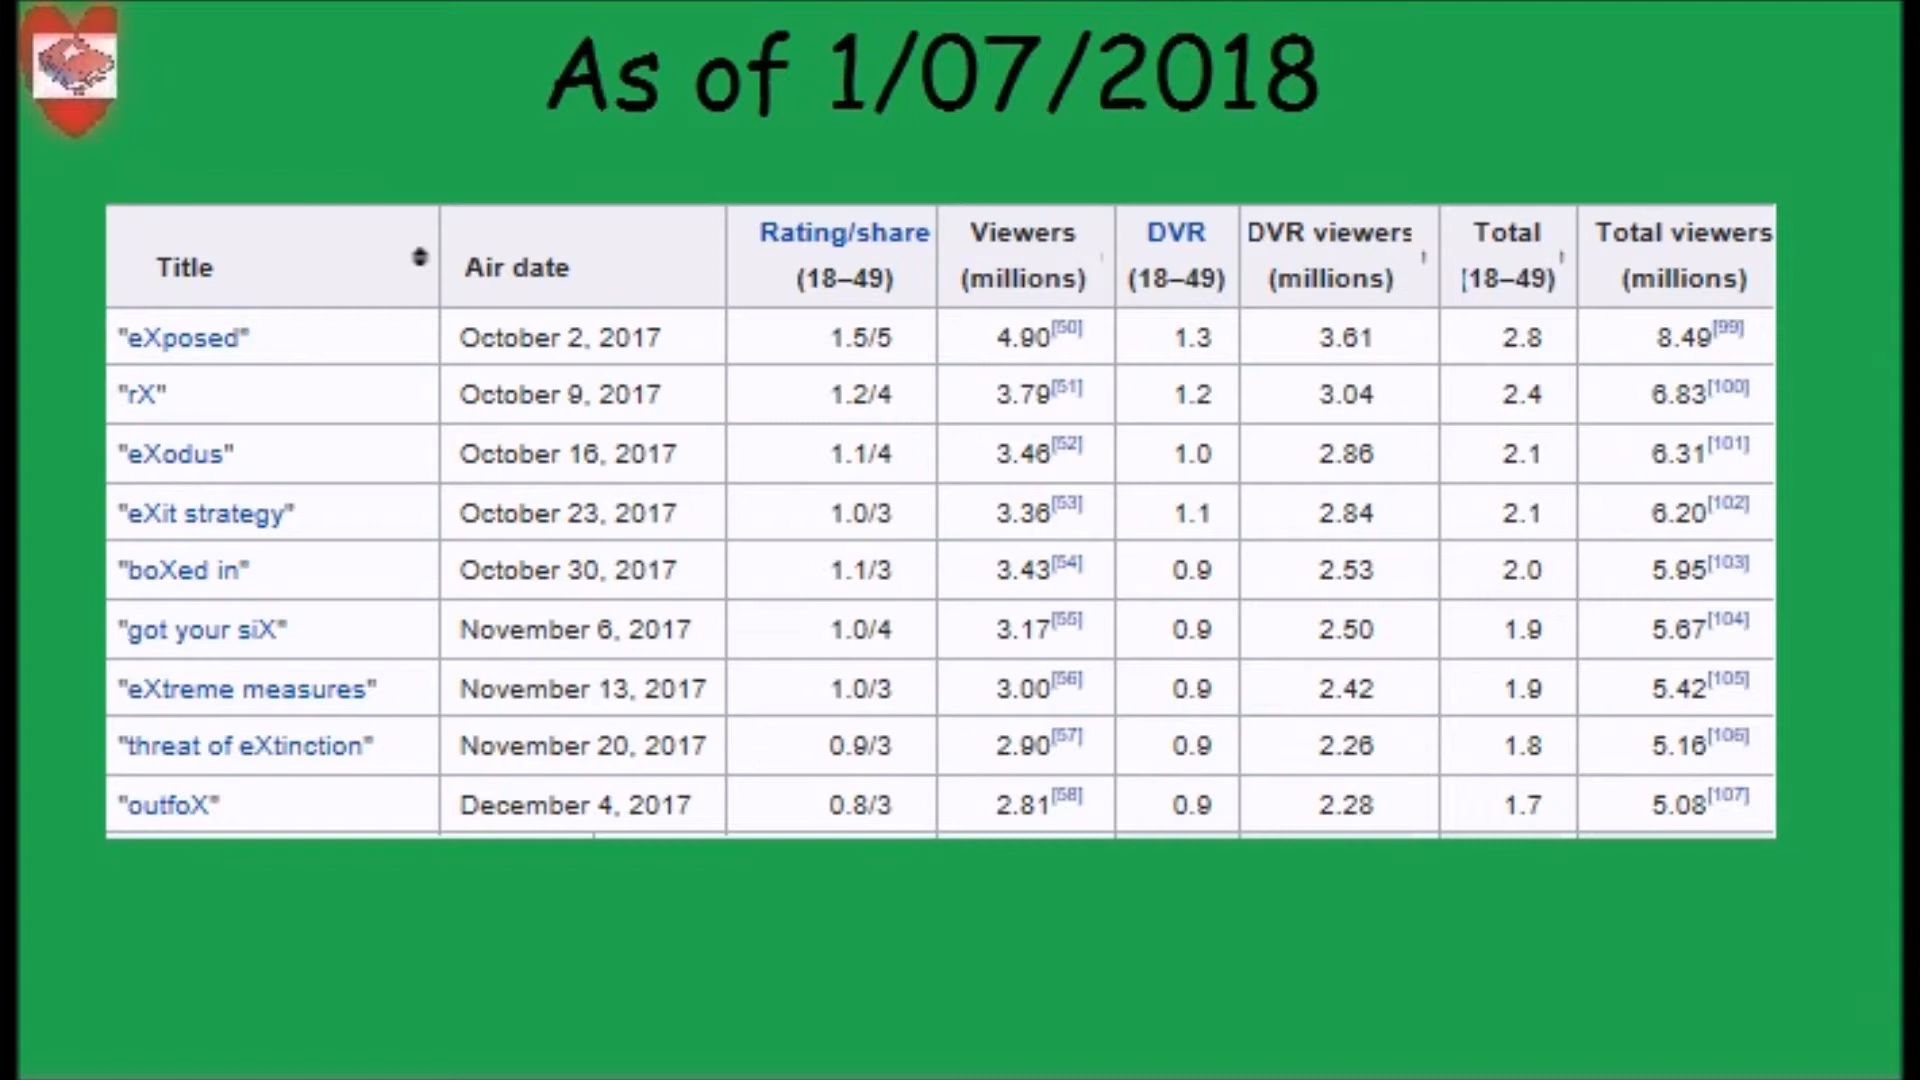 As of 1/07/2018
Title Air date Rating/share (18–49) Viewers (millions) DVR (18–49) DVR viewers (millions) Total (18–49) Total viewers (millions)
"eXposed" October 2, 2017 1.5/5 4.90[50] 1.3 3.61 2.8 8.49[99]
"rX" October 9, 2017 1.2/4 3.79[51] 1.2 3.04 2.4 6.83[100]
"eXodus" October 16, 2017 1.1/4 3.46[52] 1.0 2.86 2.1 6.31[101]
"eXit strategy" October 23, 2017 1.0/3 3.36[53] 1.1 2.84 2.1 6.20[102]
"boXed in" October 30, 2017 1.1/3 3.43[54] 0.9 2.53 2.0 5.95[103]
"got your siX" November 6, 2017 1.0/4 3.17[55] 0.9 2.50 1.9 5.67[104]
"eXtreme measures" November 13, 2017 1.0/3 3.00[56] 0.9 2.42 1.9 5.42[105]
"threat of eXtinction" November 20, 2017 0.9/3 2.90[57] 0.9 2.26 1.8 5.16[106]
"outfoX" December 4, 2017 0.8/3 2.81[58] 0.9 2.28 1.7 5.08[107]